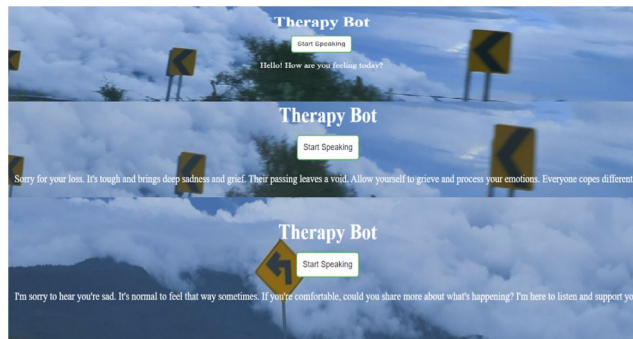 Therapy Bot
Start Speaking
Hello! How are you feeling today?
Therapy Bot
Start Speaking
Sorry for your loss. It's tough and brings deep sadness and grief. Their passing leaves a void. Allow yourself to grieve and process your emotions. Everyone copes different
Therapy Bot
Start Speaking
I'm sorry to hear you're sad. It's normal to feel that way sometimes. If you're comfortable, could you share more about what's happening? I'm here to listen and support yo